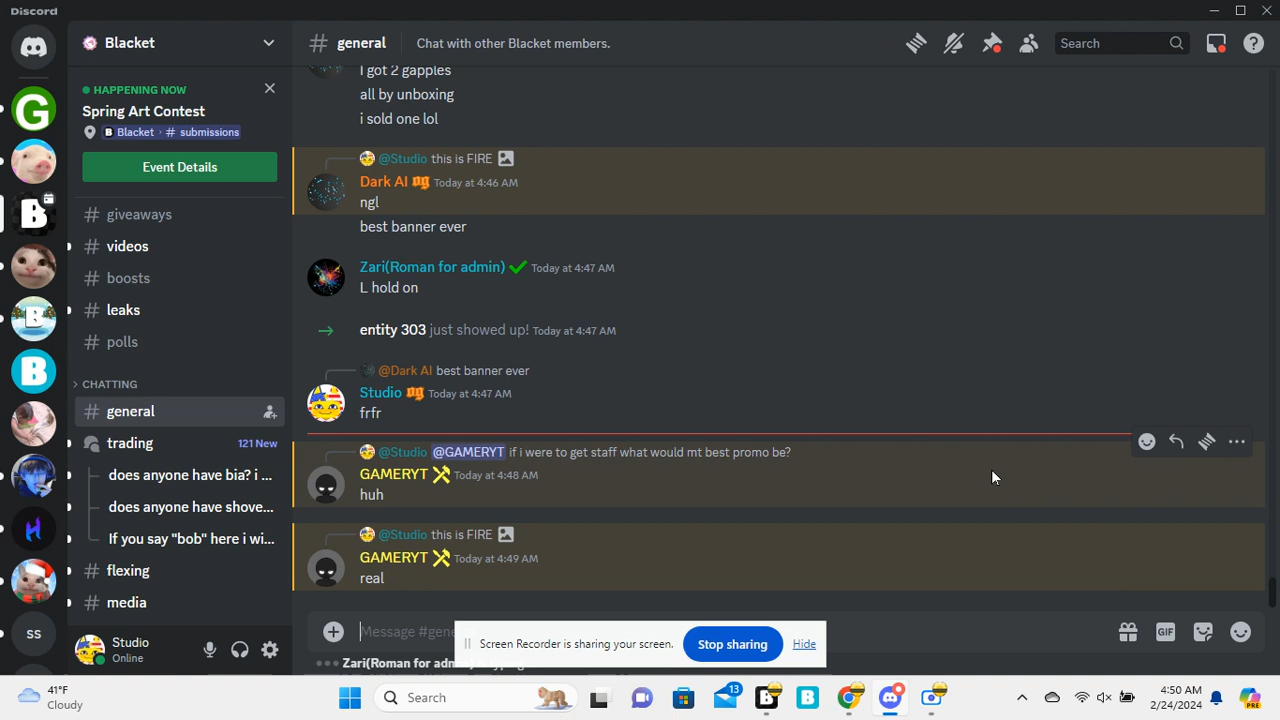 Discord
Blacket
# general
Chat with other Blacket members.
Search
HAPPENING NOW
Spring Art Contest
B Blacket › # submissions
Event Details
# giveaways
# videos
# boosts
# leaks
# polls
CHATTING
# general
trading
121 New
does anyone have bia? i ...
does anyone have shove...
If you say "bob" here i wi...
# flexing
# media
ss
Studio
Online
I got 2 gapples
all by unboxing
i sold one lol
@Studio this is FIRE
Dark AI OG Today at 4:46 AM
ngl
best banner ever
Zari(Roman for admin) Today at 4:47 AM
L hold on
entity 303 just showed up! Today at 4:47 AM
@Dark AI best banner ever
Studio OG Today at 4:47 AM
frfr
@Studio @GAMERYT if i were to get staff what would mt best promo be?
GAMERYT Today at 4:48 AM
huh
@Studio this is FIRE
GAMERYT Today at 4:49 AM
real
Message #gene
GIF
Screen Recorder is sharing your screen.
Stop sharing
Hide
Zari(Roman for adm
41°F
Cloudy
Search
13
4:50 AM
2/24/2024
PRE